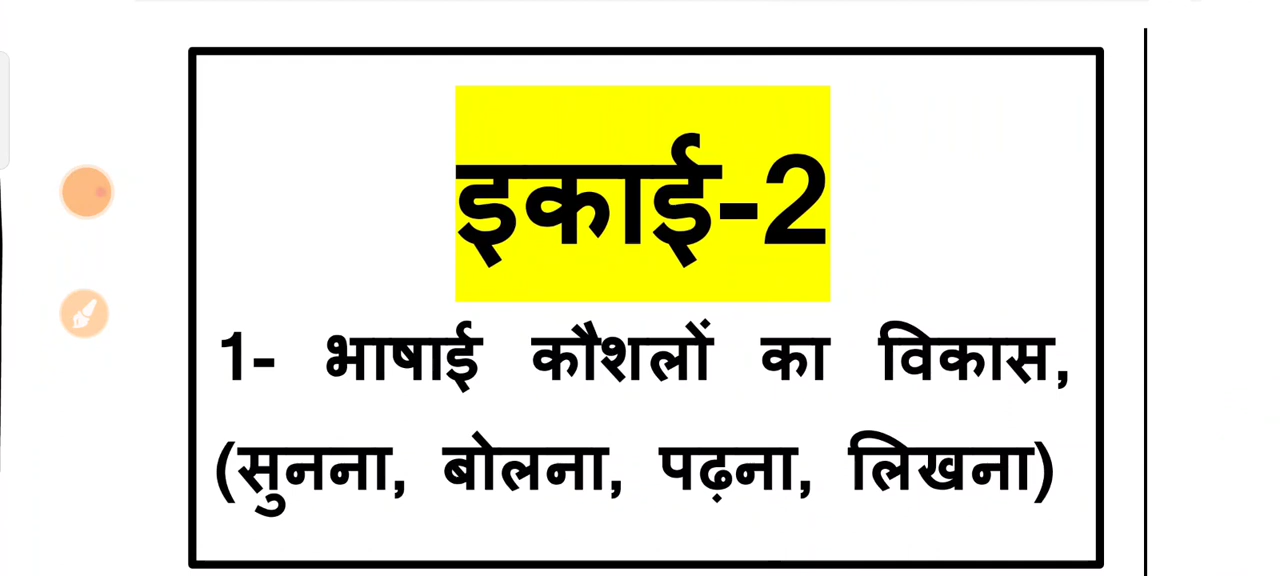 इकाई-2
1- भाषाई कौशलों का विकास,
(सुनना, बोलना, पढ़ना, लिखना)